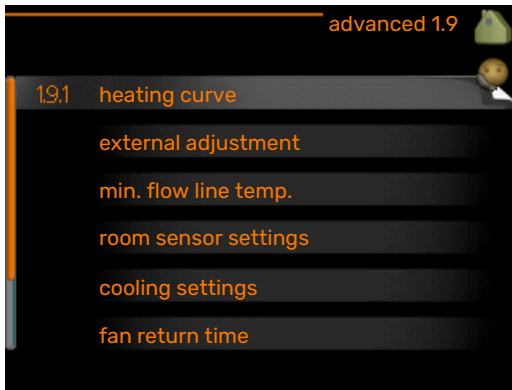 advanced 1.9
1.9.1 heating curve
external adjustment
min. flow line temp.
room sensor settings
cooling settings
fan return time